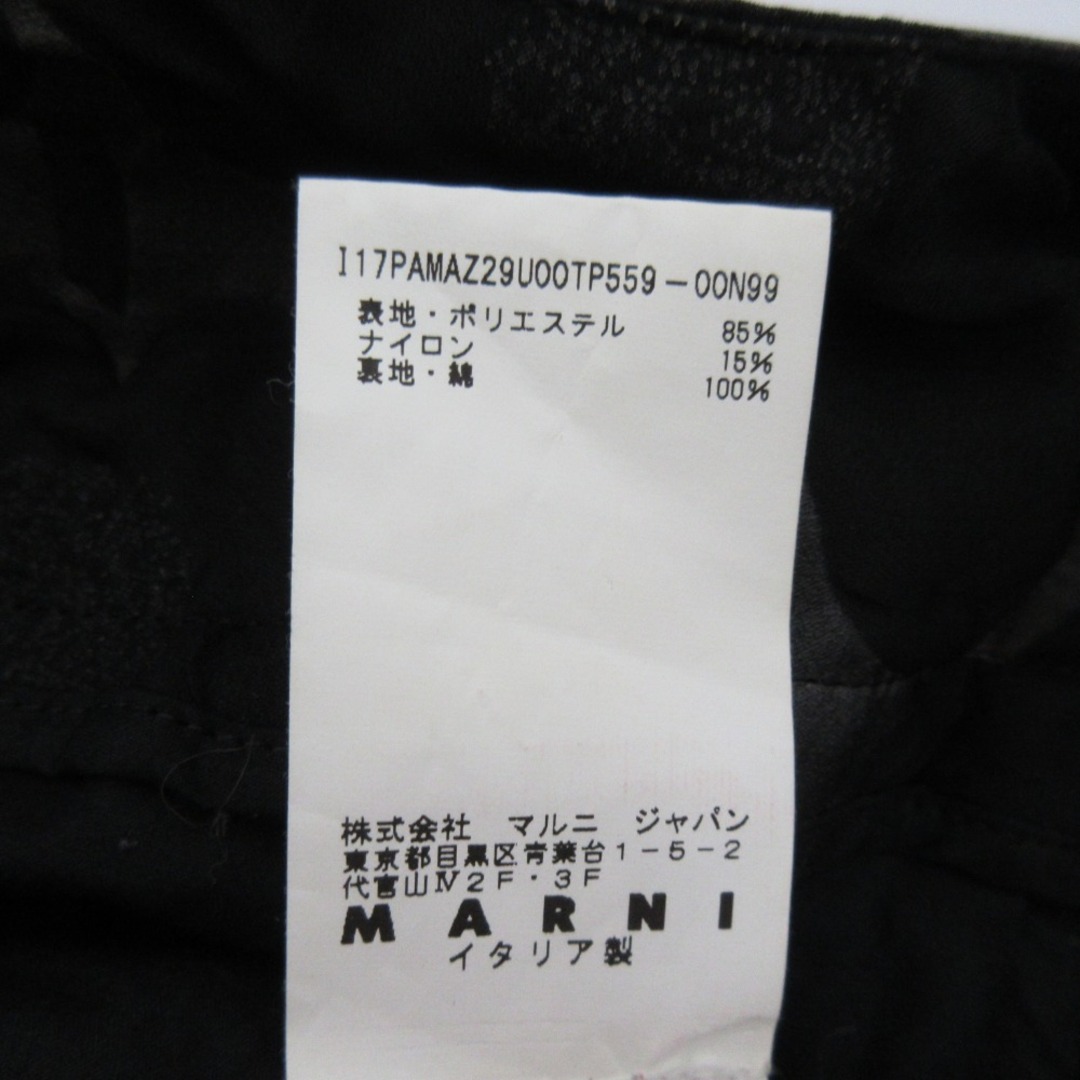 I17PAMAZ29U00TP559-00N99
表地・ポリエステル 85%
ナイロン 15%
裏地・綿 100%
株式会社 マルニ ジャパン
東京都目黒区青葉台1-5-2
代官山Ⅳ2F・3F
MARNI
イタリア製